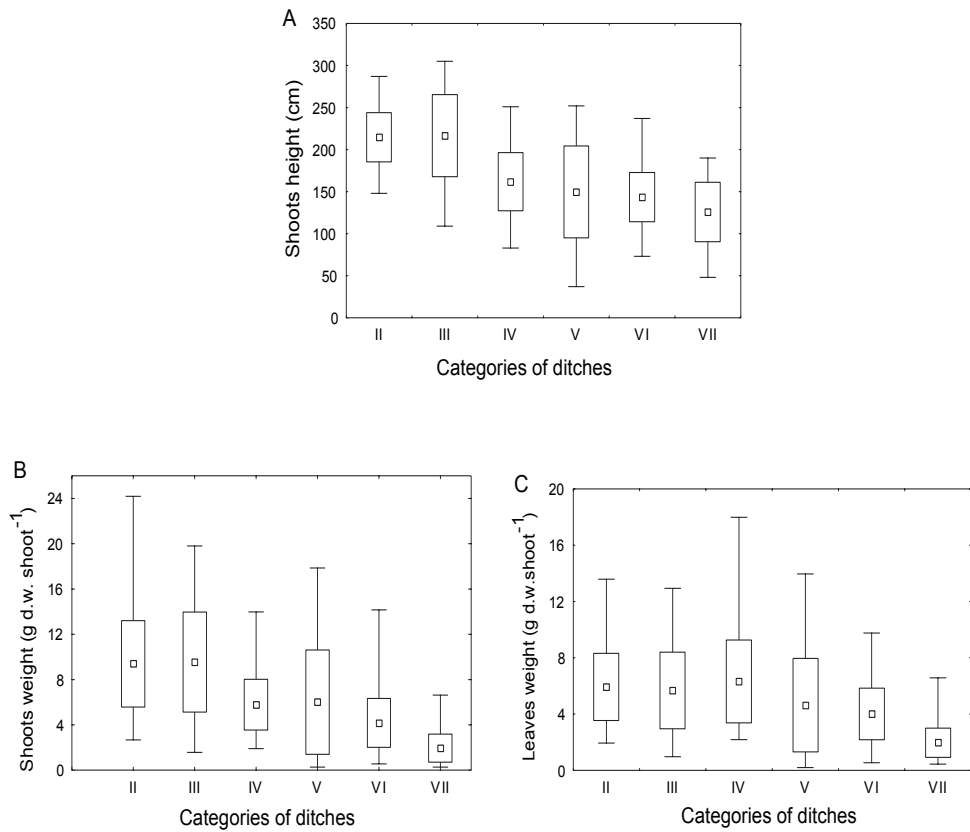 A
Shoots height (cm)
350
300
250
200
150
100
50
0
II III IV V VI VII
Categories of ditches
B
Shoots weight (g d.w. shoot⁻¹)
24
20
16
12
8
4
0
II III IV V VI VII
Categories of ditches
C
Leaves weight (g d.w.shoot⁻¹)
20
16
12
8
4
0
II III IV V VI VII
Categories of ditches